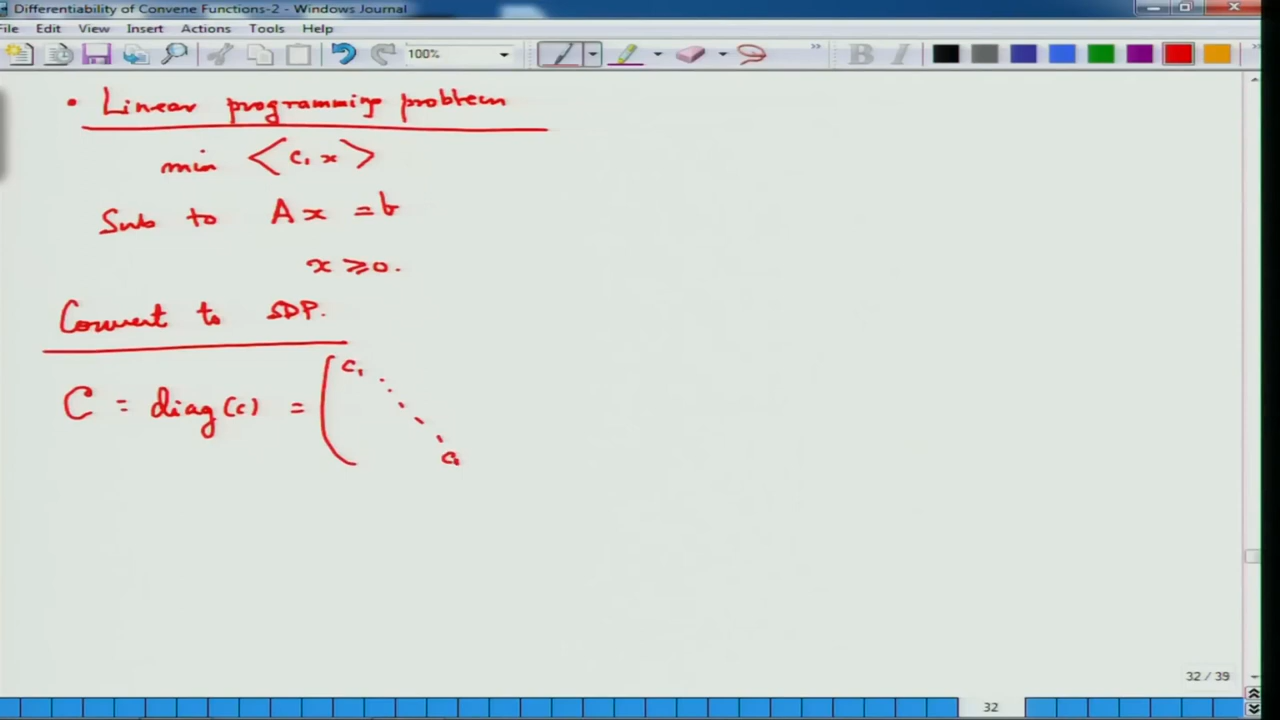 Differentiability of Convene Functions-2 - Windows Journal
File Edit View Insert Actions Tools Help
100%
B I
• Linear programming problem
min <c, x>
Sub to Ax = b
x ≥ 0.
Convert to SDP.
C = diag(c) = ( c1
c
32 / 39
32